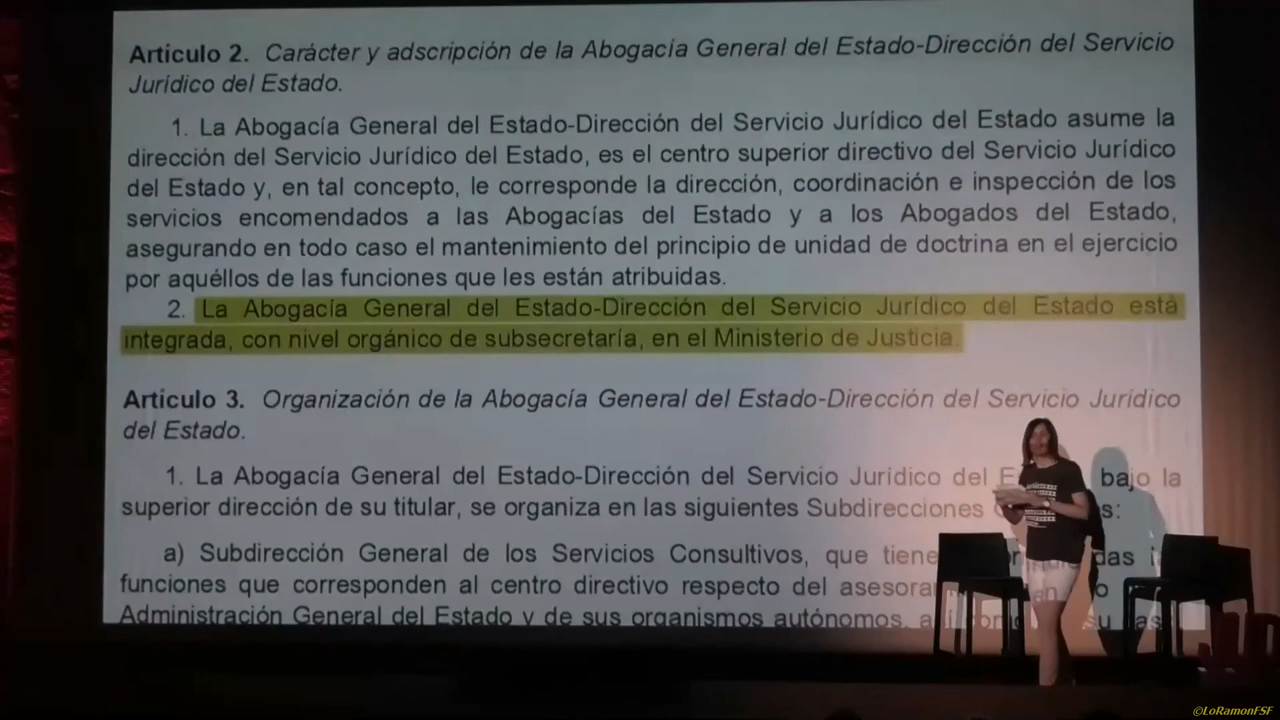 Artículo 2. Carácter y adscripción de la Abogacía General del Estado-Dirección del Servicio
Jurídico del Estado.
1. La Abogacía General del Estado-Dirección del Servicio Jurídico del Estado asume la
dirección del Servicio Jurídico del Estado, es el centro superior directivo del Servicio Jurídico
del Estado y, en tal concepto, le corresponde la dirección, coordinación e inspección de los
servicios encomendados a las Abogacías del Estado y a los Abogados del Estado,
asegurando en todo caso el mantenimiento del principio de unidad de doctrina en el ejercicio
por aquéllos de las funciones que les están atribuidas.
2. La Abogacía General del Estado-Dirección del Servicio Jurídico del Estado está
integrada, con nivel orgánico de subsecretaría, en el Ministerio de Justicia.
Artículo 3. Organización de la Abogacía General del Estado-Dirección del Servicio Jurídico
del Estado.
1. La Abogacía General del Estado-Dirección del Servicio Jurídico del bajo la
superior dirección de su titular, se organiza en las siguientes Subdirecciones
a) Subdirección General de los Servicios Consultivos, que tiene
funciones que corresponden al centro directivo respecto del
Administración General del Estado y de sus organismos autónomos,
©LoRamonFSF